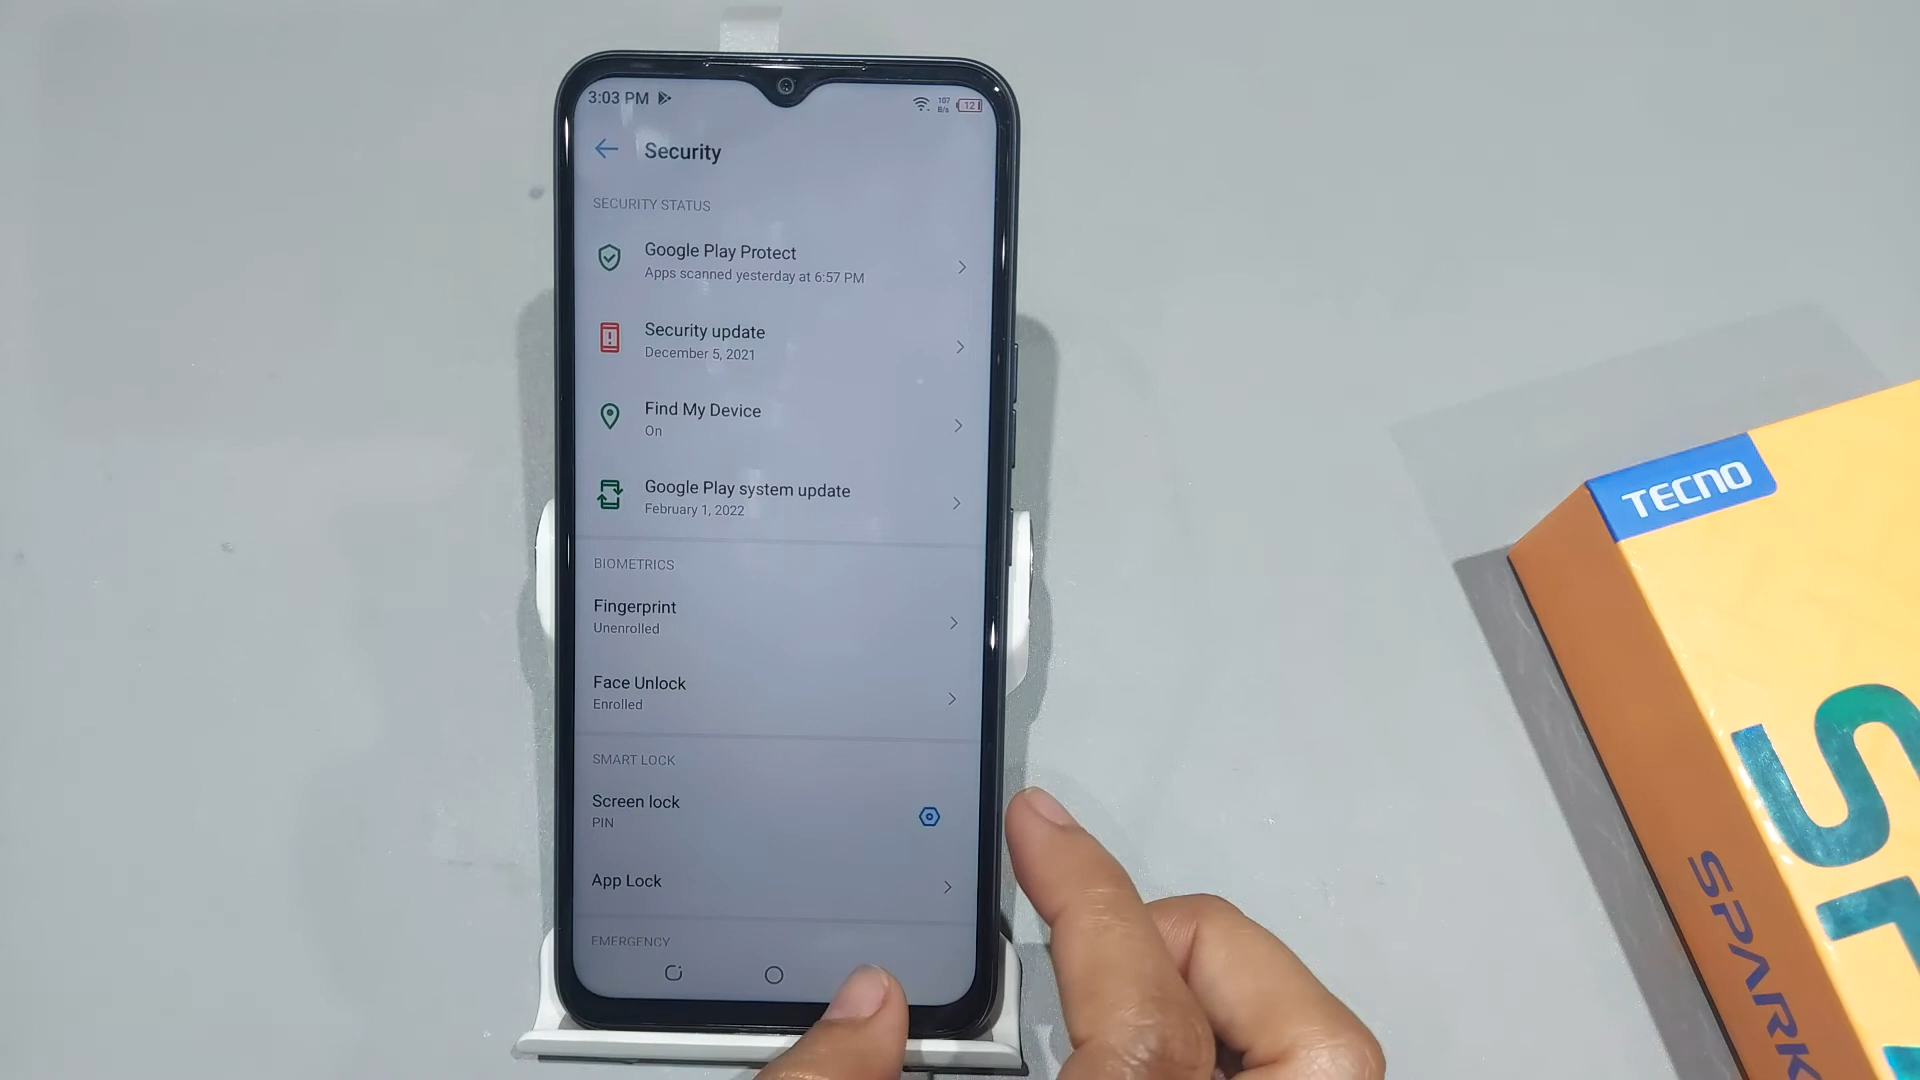 3:03 PM
107
B/s
12
Security
SECURITY STATUS
Google Play Protect
Apps scanned yesterday at 6:57 PM
Security update
December 5, 2021
Find My Device
On
Google Play system update
February 1, 2022
BIOMETRICS
Fingerprint
Unenrolled
Face Unlock
Enrolled
SMART LOCK
Screen lock
PIN
App Lock
EMERGENCY
TECNO
SPARK